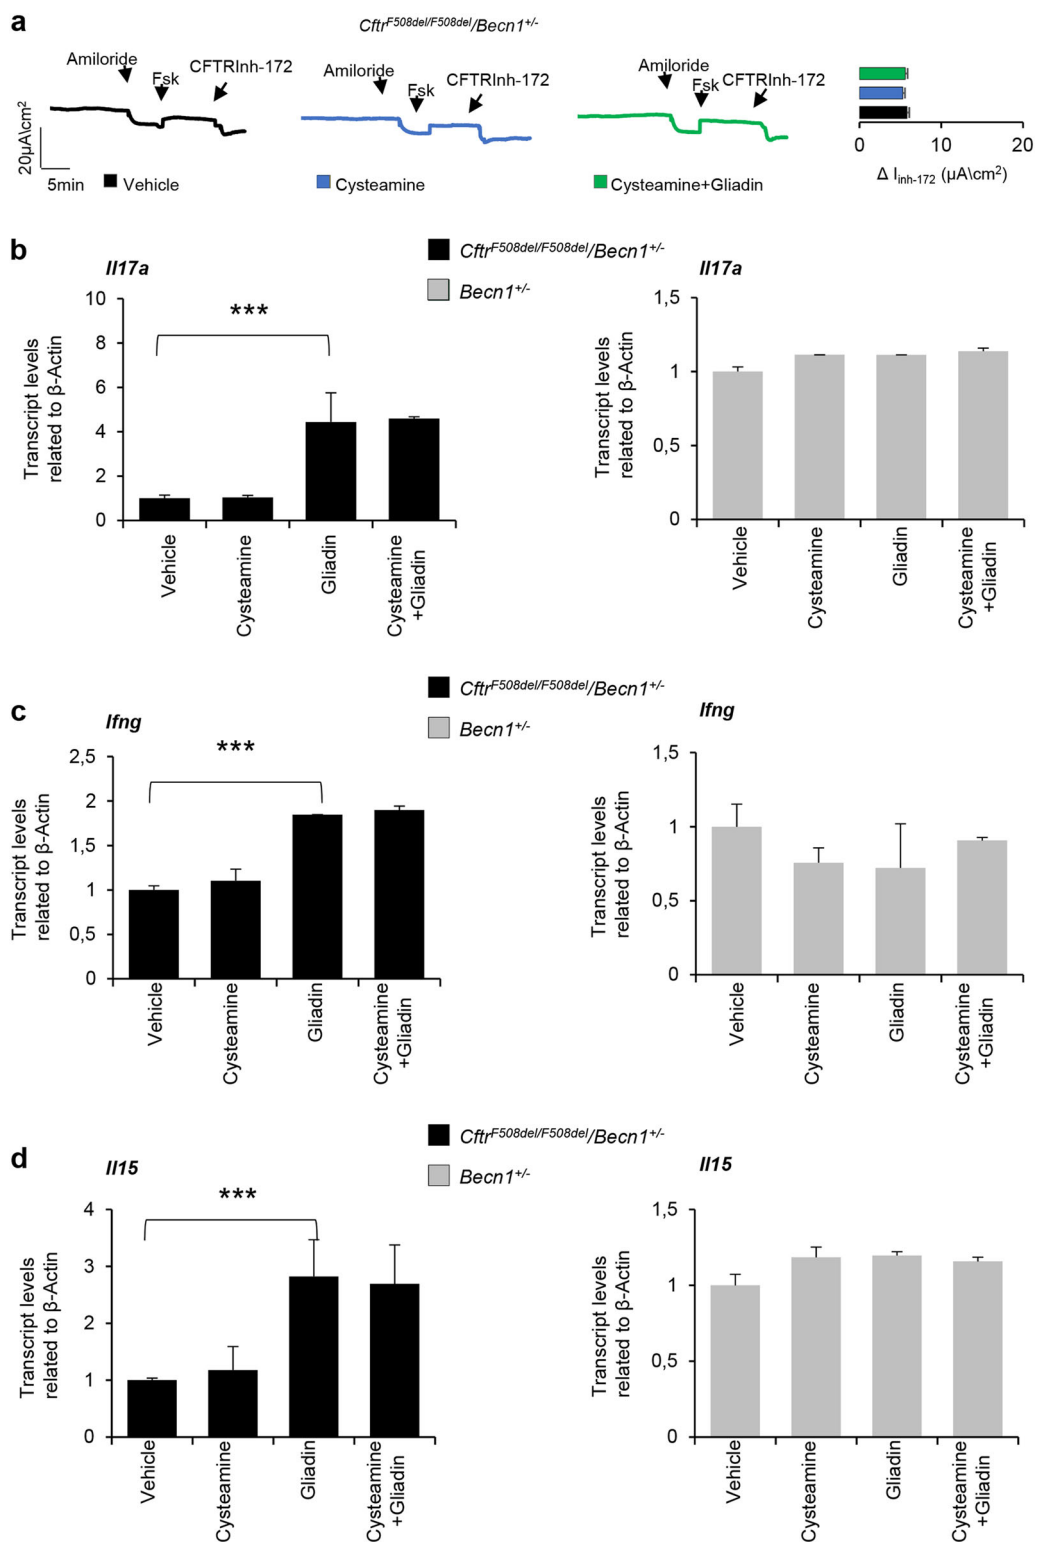 a
Cftr^F508del/F508del/Becn1^+/-
Amiloride
Fsk
CFTRInh-172
Amiloride
Fsk
CFTRInh-172
Amiloride
Fsk
CFTRInh-172
20µA\cm²
5min
Vehicle
Cysteamine
Cysteamine+Gliadin
0 10 20
Δ I_inh-172 (µA\cm²)
b
Cftr^F508del/F508del/Becn1^+/-
Becn1^+/-
Il17a
***
Transcript levels
related to β-Actin
10
8
6
4
2
0
Vehicle
Cysteamine
Gliadin
Cysteamine
+Gliadin
Il17a
Transcript levels
related to β-Actin
1,5
1
0,5
0
Vehicle
Cysteamine
Gliadin
Cysteamine
+Gliadin
c
Cftr^F508del/F508del/Becn1^+/-
Becn1^+/-
Ifng
***
Transcript levels
related to β-Actin
2,5
2
1,5
1
0,5
0
Vehicle
Cysteamine
Gliadin
Cysteamine
+Gliadin
Ifng
Transcript levels
related to β-Actin
1,5
1
0,5
0
Vehicle
Cysteamine
Gliadin
Cysteamine
+Gliadin
d
Cftr^F508del/F508del/Becn1^+/-
Becn1^+/-
Il15
***
Transcript levels
related to β-Actin
4
3
2
1
0
Vehicle
Cysteamine
Gliadin
Cysteamine
+Gliadin
Il15
Transcript levels
related to β-Actin
1,5
1
0,5
0
Vehicle
Cysteamine
Gliadin
Cysteamine
+Gliadin